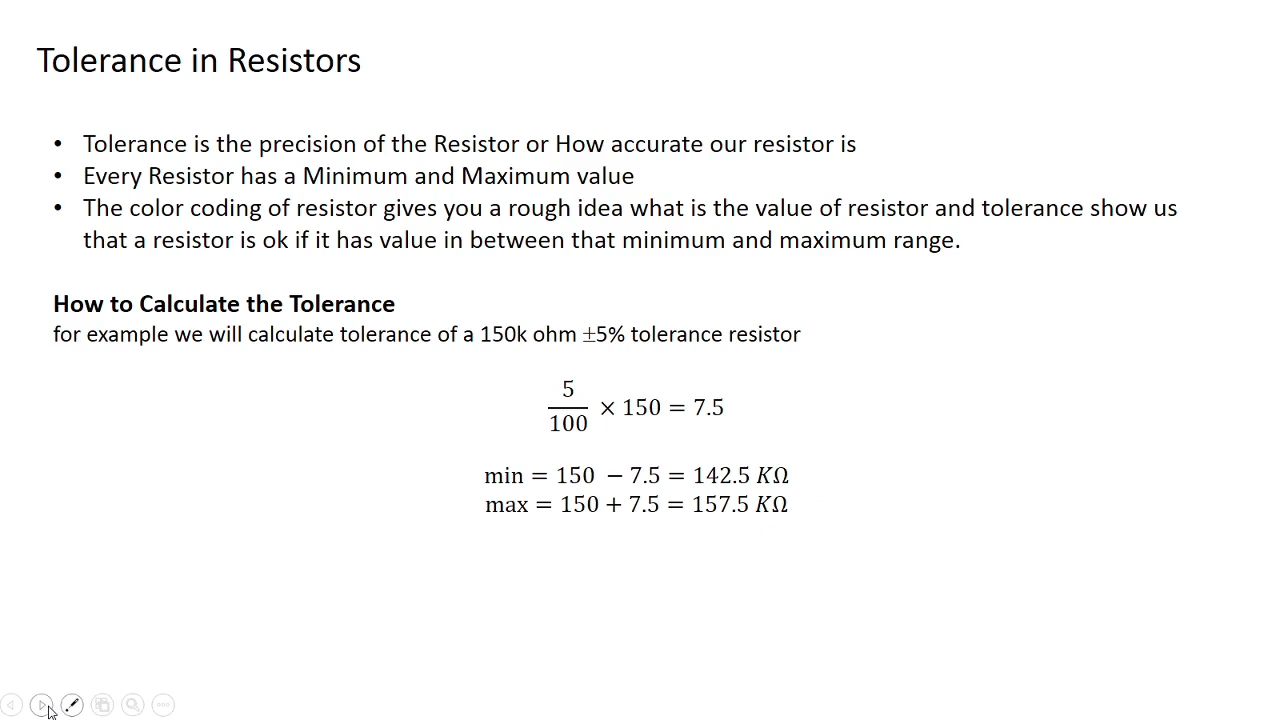 Tolerance in Resistors
• Tolerance is the precision of the Resistor or How accurate our resistor is
• Every Resistor has a Minimum and Maximum value
• The color coding of resistor gives you a rough idea what is the value of resistor and tolerance show us
that a resistor is ok if it has value in between that minimum and maximum range.
How to Calculate the Tolerance
for example we will calculate tolerance of a 150k ohm ±5% tolerance resistor
5
100
× 150 = 7.5
min = 150 − 7.5 = 142.5 KΩ
max = 150 + 7.5 = 157.5 KΩ